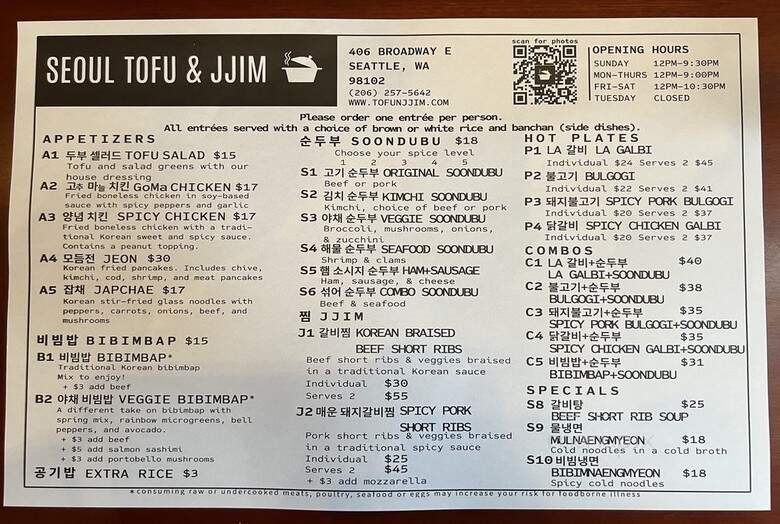 SEOUL TOFU & JJIM
406 BROADWAY E
SEATTLE, WA
98102
(206) 257-5642
WWW.TOFUNJJIM.COM
scan for photos
OPENING HOURS
SUNDAY 12PM-9:30PM
MON-THURS 12PM-9:00PM
FRI-SAT 12PM-10:30PM
TUESDAY CLOSED
Please order one entrée per person.
All entrées served with a choice of brown or white rice and banchan (side dishes).
APPETIZERS
A1 두부 샐러드 TOFU SALAD $15
Tofu and salad greens with our
house dressing
A2 고추 마늘 치킨 GoMa CHICKEN $17
Fried boneless chicken in soy-based
sauce with spicy peppers and garlic
A3 양념 치킨 SPICY CHICKEN $17
Fried boneless chicken with a tradi-
tional Korean sweet and spicy sauce.
Contains a peanut topping.
A4 모듬전 JEON $30
Korean fried pancakes. Includes chive,
kimchi, cod, shrimp, and meat pancakes
A5 잡채 JAPCHAE $17
Korean stir-fried glass noodles with
peppers, carrots, onions, beef, and
mushrooms
비빔밥 BIBIMBAP $15
B1 비빔밥 BIBIMBAP*
Traditional Korean bibimbap
Mix to enjoy!
+ $3 add beef
B2 야채 비빔밥 VEGGIE BIBIMBAP*
A different take on bibimbap with
spring mix, rainbow microgreens, bell
peppers, and avocado.
+ $3 add beef
+ $5 add salmon sashimi
+ $3 add portobello mushrooms
공기밥 EXTRA RICE $3
순두부 SOONDUBU $18
Choose your spice level
1 2 3 4 5
S1 고기 순두부 ORIGINAL SOONDUBU
Beef or pork
S2 김치 순두부 KIMCHI SOONDUBU
Kimchi, choice of beef or pork
S3 야채 순두부 VEGGIE SOONDUBU
Broccoli, mushrooms, onions,
& zucchini
S4 해물 순두부 SEAFOOD SOONDUBU
Shrimp & clams
S5 햄 소시지 순두부 HAM+SAUSAGE
Ham, sausage, & cheese
S6 섞어 순두부 COMBO SOONDUBU
Beef & seafood
찜 JJIM
J1 갈비찜 KOREAN BRAISED
BEEF SHORT RIBS
Beef short ribs & veggies braised
in a traditional Korean sauce
Individual $30
Serves 2 $55
J2 매운 돼지갈비찜 SPICY PORK
SHORT RIBS
Pork short ribs & veggies braised
in a traditional spicy sauce
Individual $25
Serves 2 $45
+ $3 add mozzarella
HOT PLATES
P1 LA 갈비 LA GALBI
Individual $24 Serves 2 $45
P2 불고기 BULGOGI
Individual $22 Serves 2 $41
P3 돼지불고기 SPICY PORK BULGOGI
Individual $20 Serves 2 $37
P4 닭갈비 SPICY CHICKEN GALBI
Individual $20 Serves 2 $37
COMBOS
C1 LA 갈비+순두부 $40
LA GALBI+SOONDUBU
C2 불고기+순두부 $38
BULGOGI+SOONDUBU
C3 돼지불고기+순두부 $35
SPICY PORK BULGOGI+SOONDUBU
C4 닭갈비+순두부 $35
SPICY CHICKEN GALBI+SOONDUBU
C5 비빔밥+순두부 $31
BIBIMBAP+SOONDUBU
SPECIALS
S8 갈비탕 $25
BEEF SHORT RIB SOUP
S9 물냉면
MULNAENGMYEON $18
Cold noodles in a cold broth
S10 비빔냉면
BIBIMNAENGMYEON $18
Spicy cold noodles
*consuming raw or undercooked meats, poultry, seafood or eggs may increase your risk for foodborne illness